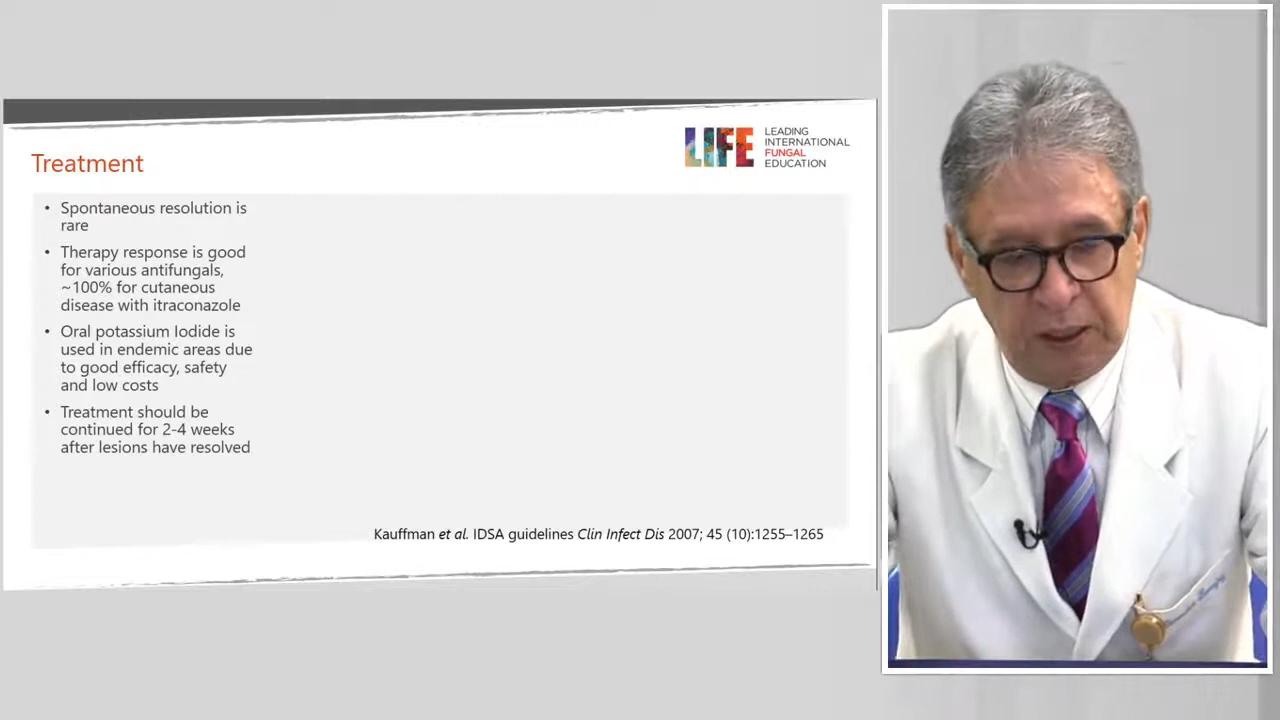 LIFE
LEADING
INTERNATIONAL
FUNGAL
EDUCATION
Treatment
• Spontaneous resolution is
rare
• Therapy response is good
for various antifungals,
~100% for cutaneous
disease with itraconazole
• Oral potassium Iodide is
used in endemic areas due
to good efficacy, safety
and low costs
• Treatment should be
continued for 2-4 weeks
after lesions have resolved
Kauffman et al. IDSA guidelines Clin Infect Dis 2007; 45 (10):1255–1265